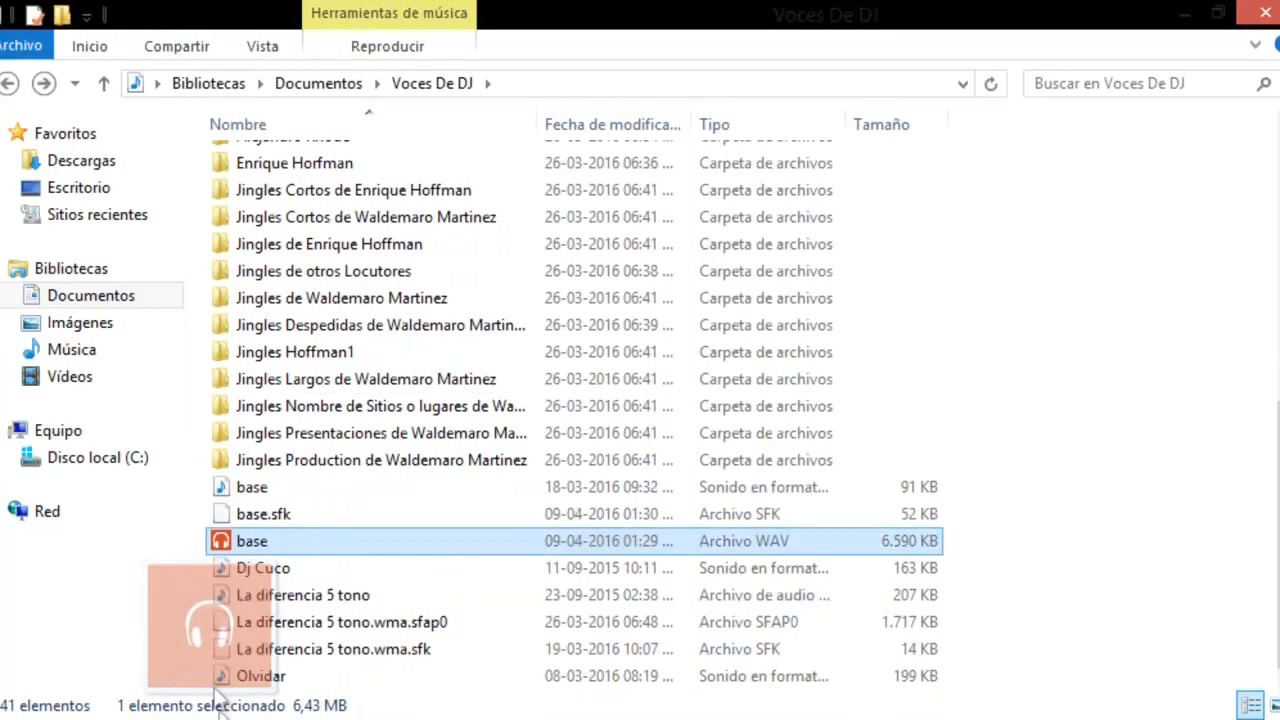 Herramientas de música
Voces De DJ
Archivo Inicio Compartir Vista Reproducir
Bibliotecas Documentos Voces De DJ Buscar en Voces De DJ
Nombre Fecha de modifica... Tipo Tamaño
Favoritos
Descargas
Escritorio
Sitios recientes
Bibliotecas
Documentos
Imágenes
Música
Vídeos
Equipo
Disco local (C:)
Red
Enrique Hoffman 26-03-2016 06:36 ... Carpeta de archivos
Jingles Cortos de Enrique Hoffman 26-03-2016 06:41 ... Carpeta de archivos
Jingles Cortos de Waldemaro Martinez 26-03-2016 06:41 ... Carpeta de archivos
Jingles de Enrique Hoffman 26-03-2016 06:41 ... Carpeta de archivos
Jingles de otros Locutores 26-03-2016 06:38 ... Carpeta de archivos
Jingles de Waldemaro Martinez 26-03-2016 06:41 ... Carpeta de archivos
Jingles Despedidas de Waldemaro Martin... 26-03-2016 06:39 ... Carpeta de archivos
Jingles Hoffman1 26-03-2016 06:41 ... Carpeta de archivos
Jingles Largos de Waldemaro Martinez 26-03-2016 06:41 ... Carpeta de archivos
Jingles Nombre de Sitios o lugares de Wa... 26-03-2016 06:41 ... Carpeta de archivos
Jingles Presentaciones de Waldemaro Ma... 26-03-2016 06:41 ... Carpeta de archivos
Jingles Production de Waldemaro Martinez 26-03-2016 06:41 ... Carpeta de archivos
base 18-03-2016 09:32 ... Sonido en format... 91 KB
base.sfk 09-04-2016 01:30 ... Archivo SFK 52 KB
base 09-04-2016 01:29 ... Archivo WAV 6.590 KB
Dj Cuco 11-09-2015 10:11 ... Sonido en format... 163 KB
La diferencia 5 tono 23-09-2015 02:38 ... Archivo de audio ... 207 KB
La diferencia 5 tono.wma.sfap0 26-03-2016 06:48 ... Archivo SFAP0 1.717 KB
La diferencia 5 tono.wma.sfk 19-03-2016 10:07 ... Archivo SFK 14 KB
Olvidar 08-03-2016 08:19 ... Sonido en format... 199 KB
41 elementos 1 elemento seleccionado 6,43 MB